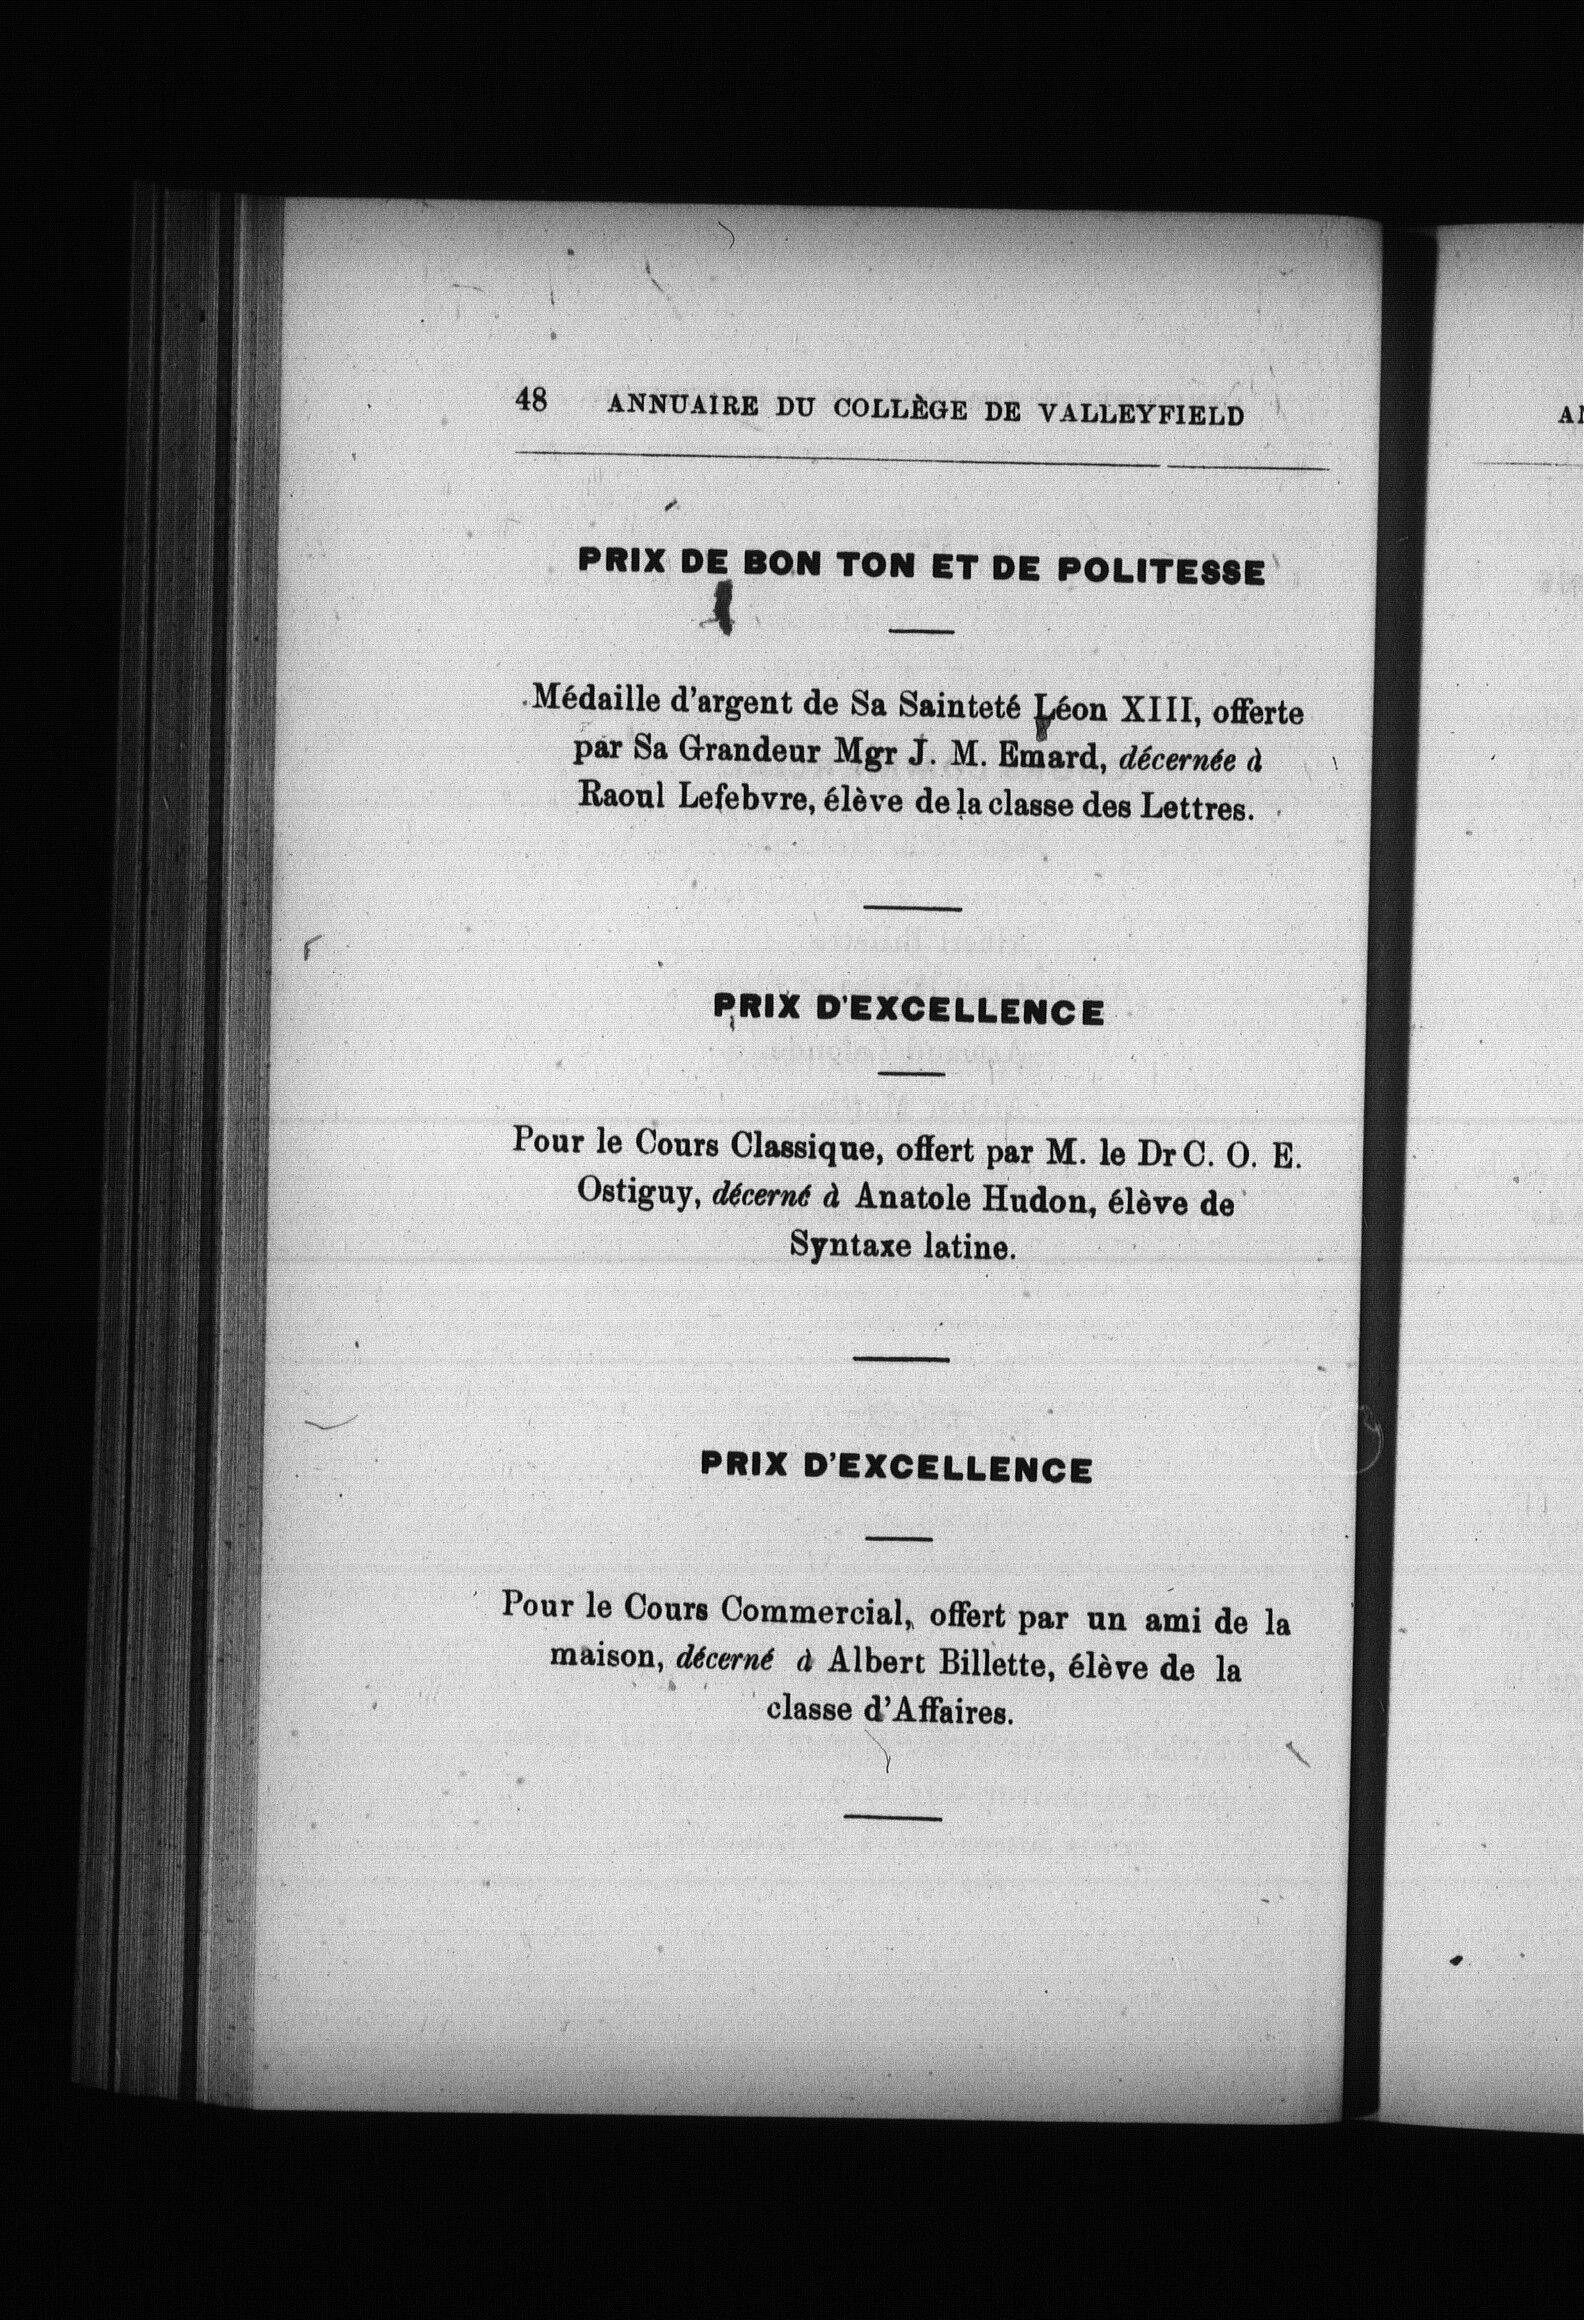 48 ANNUAIRE DU COLLÈGE DE VALLEYFIELD
PRIX DE BON TON ET DE POLITESSE
Médaille d'argent de Sa Sainteté Léon XIII, offerte
par Sa Grandeur Mgr J. M. Emard, décernée à
Raoul Lefebvre, élève de la classe des Lettres.
PRIX D'EXCELLENCE
Pour le Cours Classique, offert par M. le Dr C. O. E.
Ostiguy, décerné à Anatole Hudon, élève de
Syntaxe latine.
PRIX D'EXCELLENCE
Pour le Cours Commercial, offert par un ami de la
maison, décerné à Albert Billette, élève de la
classe d'Affaires.